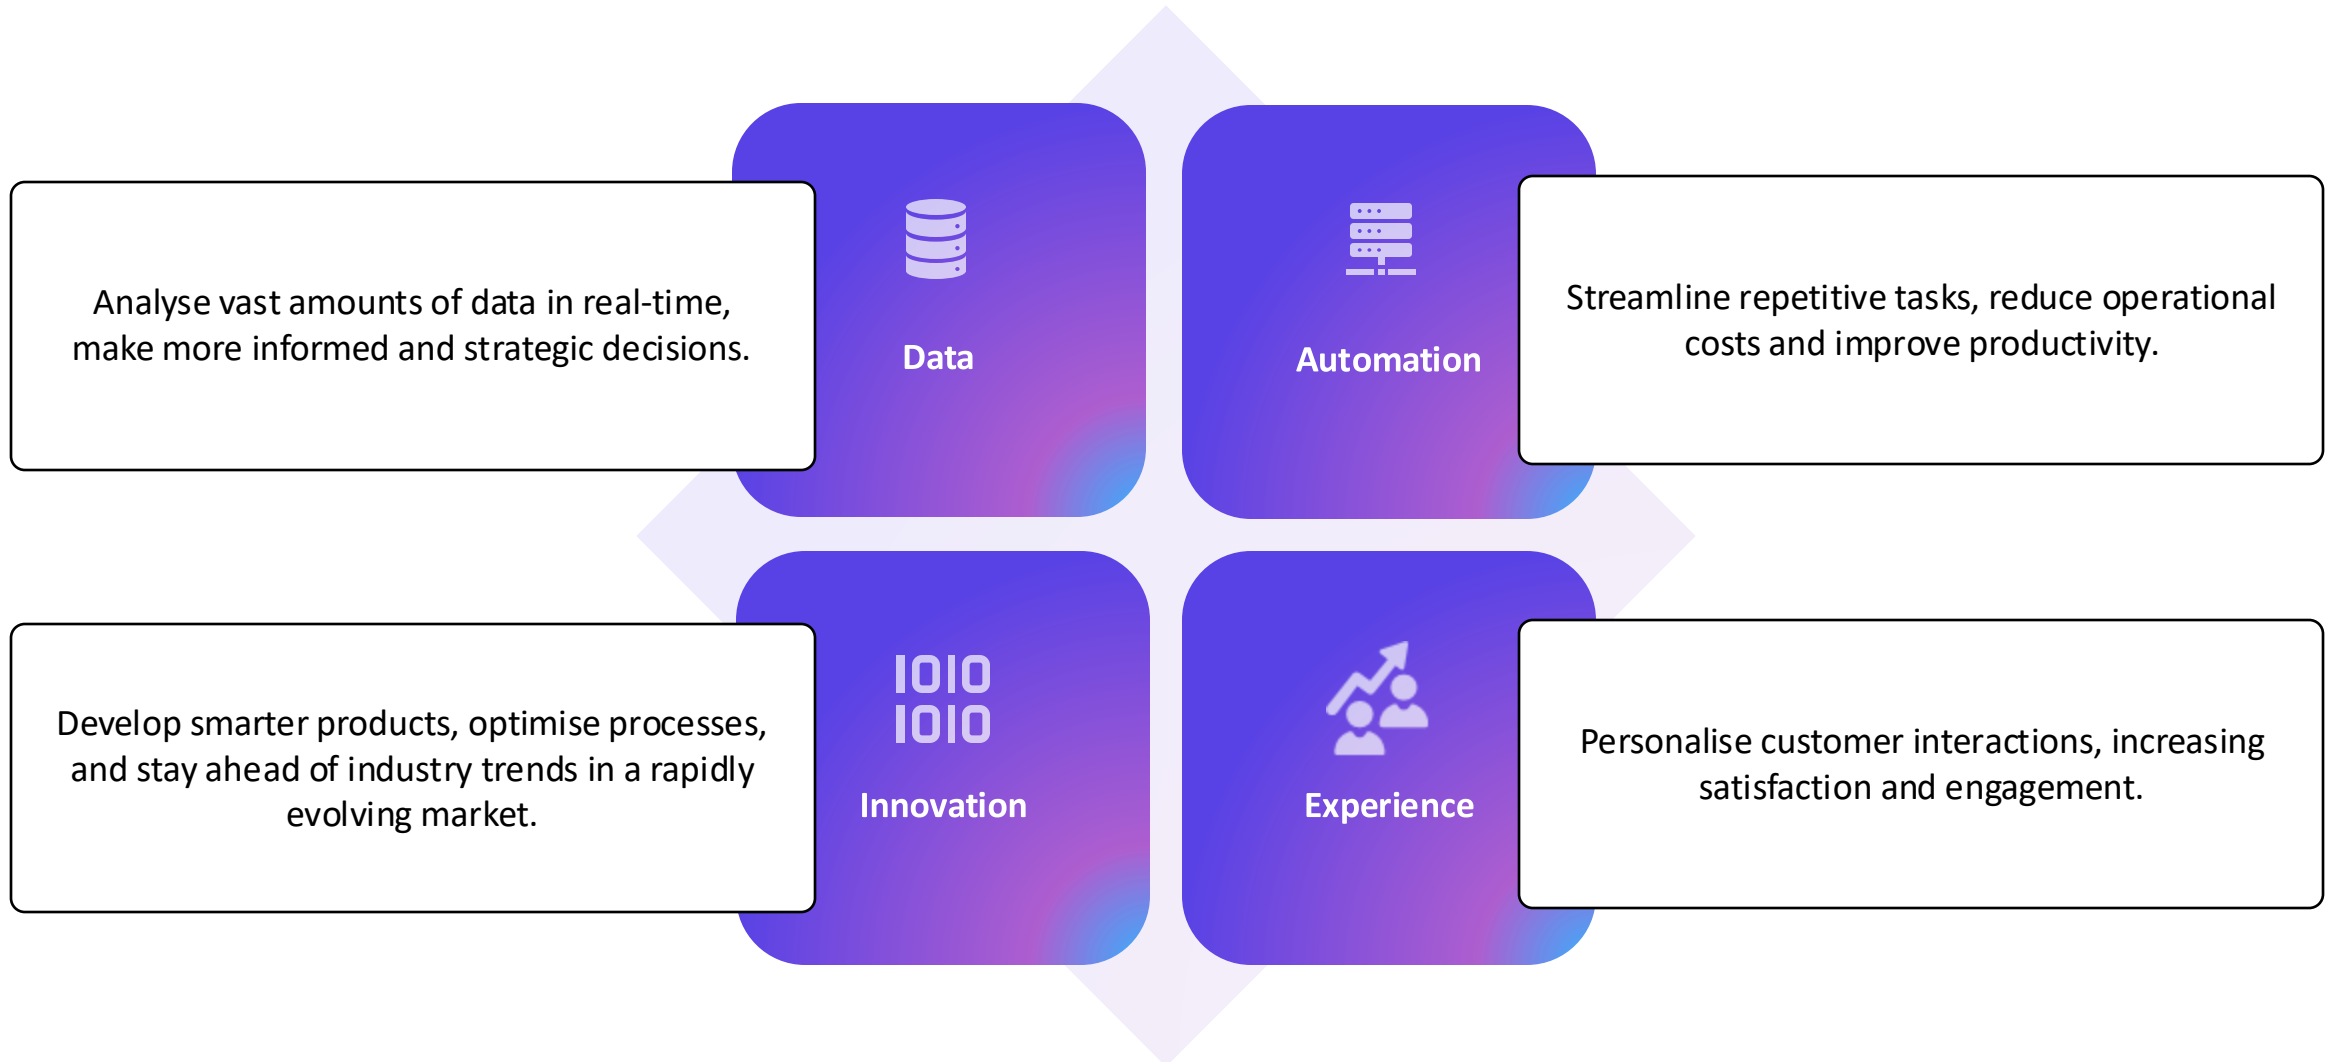 Analyse vast amounts of data in real-time,
make more informed and strategic decisions.
Data
Automation
Streamline repetitive tasks, reduce operational
costs and improve productivity.
Develop smarter products, optimise processes,
and stay ahead of industry trends in a rapidly
evolving market.
1010
1010
Innovation
Experience
Personalise customer interactions, increasing
satisfaction and engagement.